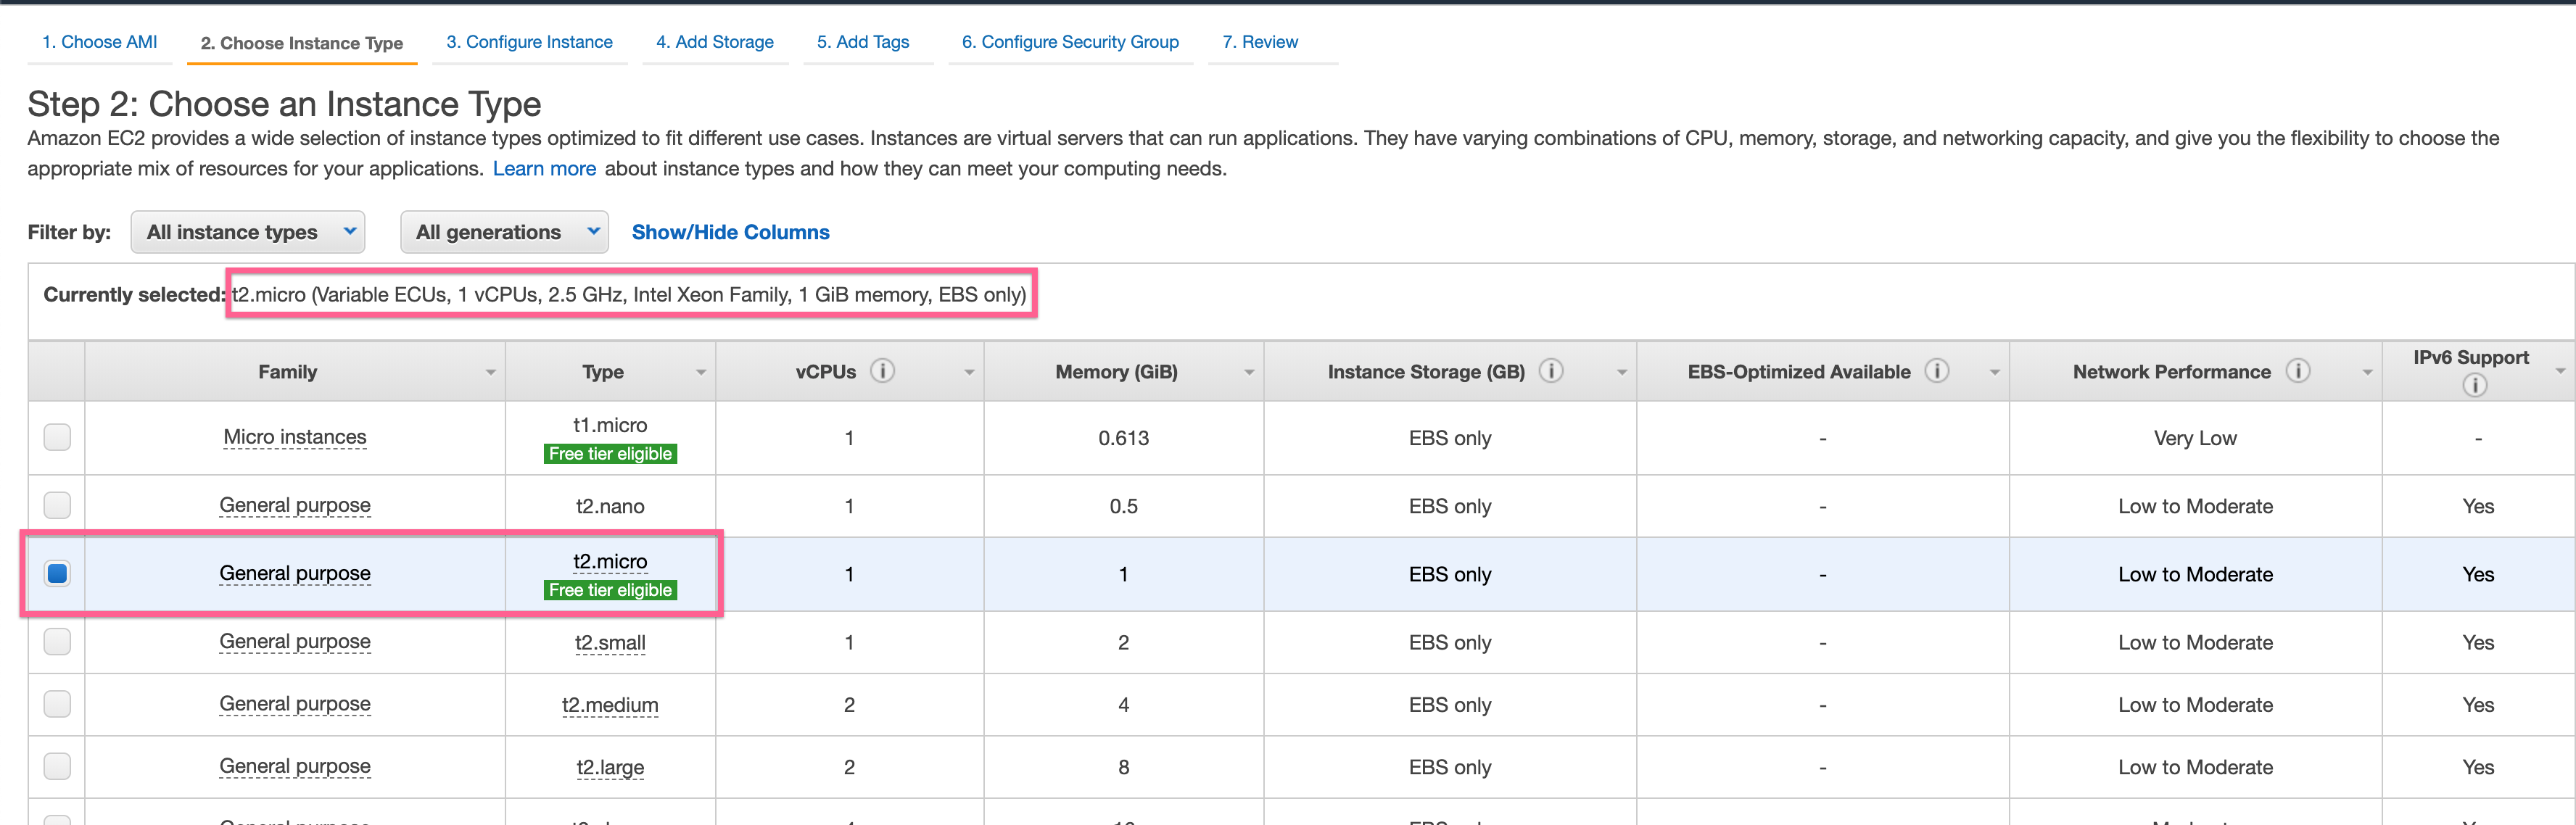 1. Choose AMI 2. Choose Instance Type 3. Configure Instance 4. Add Storage 5. Add Tags 6. Configure Security Group 7. Review
Step 2: Choose an Instance Type
Amazon EC2 provides a wide selection of instance types optimized to fit different use cases. Instances are virtual servers that can run applications. They have varying combinations of CPU, memory, storage, and networking capacity, and give you the flexibility to choose the
appropriate mix of resources for your applications. Learn more about instance types and how they can meet your computing needs.
Filter by: All instance types All generations Show/Hide Columns
Currently selected: t2.micro (Variable ECUs, 1 vCPUs, 2.5 GHz, Intel Xeon Family, 1 GiB memory, EBS only)
Family Type vCPUs Memory (GiB) Instance Storage (GB) EBS-Optimized Available Network Performance IPv6 Support
Micro instances t1.micro Free tier eligible 1 0.613 EBS only - Very Low -
General purpose t2.nano 1 0.5 EBS only - Low to Moderate Yes
General purpose t2.micro Free tier eligible 1 1 EBS only - Low to Moderate Yes
General purpose t2.small 1 2 EBS only - Low to Moderate Yes
General purpose t2.medium 2 4 EBS only - Low to Moderate Yes
General purpose t2.large 2 8 EBS only - Low to Moderate Yes